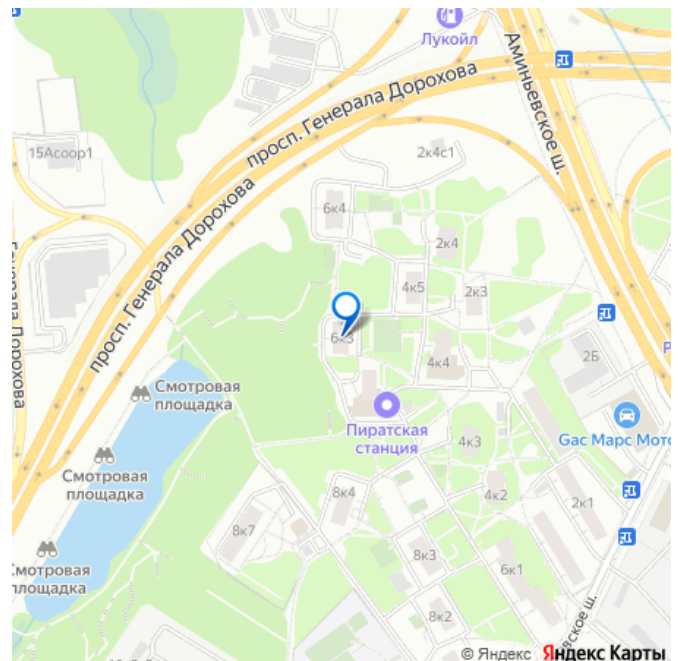 Лукойл
Аминьевское ш.
просп. Генерала Дорохова
15Асоор1
2к4с1
6к4
просп. Генерала Дорохова
2к4
4к5
2к3
Генерала Дорохова
6к3
2Б
4к4
Смотровая
площадка
Пиратская
станция
Гас Марс Мото
4к3
Смотровая
площадка
8к4
4к2
2к1
8к7
8к3
6к1
Смотровая
площадка
8к2
вское ш.
© Яндекс Яндекс Карты